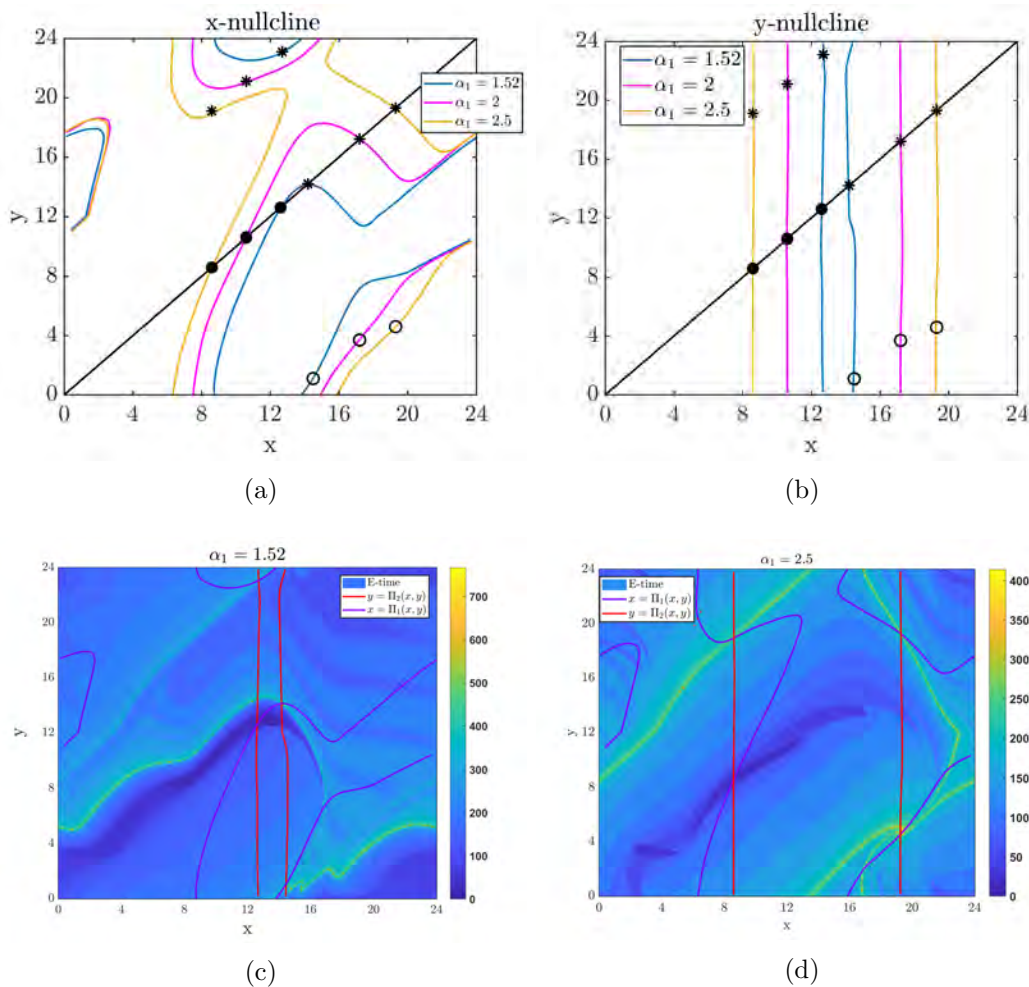 x-nullcline
24
20
16
12
8
4
0
y
0 4 8 12 16 20 24
x
α₁ = 1.52
α₁ = 2
α₁ = 2.5
(a)
y-nullcline
24
20
16
12
8
4
0
y
0 4 8 12 16 20 24
x
α₁ = 1.52
α₁ = 2
α₁ = 2.5
(b)
α₁ = 1.52
24
20
16
12
8
4
0
y
0 4 8 12 16 20 24
x
E-time
y = Π₂(x, y)
x = Π₁(x, y)
700
600
500
400
300
200
100
0
(c)
α₁ = 2.5
24
20
16
12
8
4
0
y
0 4 8 12 16 20 24
x
E-time
x = Π₁(x, y)
y = Π₂(x, y)
400
350
300
250
200
150
100
50
0
(d)